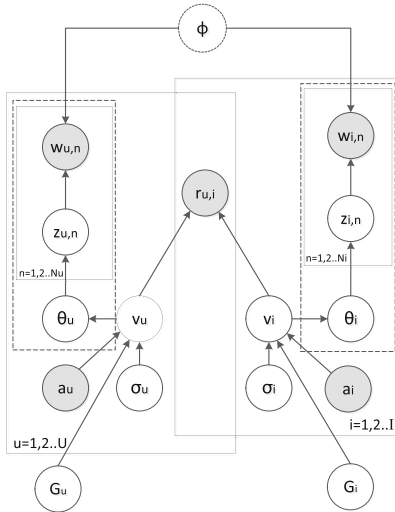 ϕ
wu,n
wi,n
ru,i
zu,n
zi,n
n=1,2..Nu
n=1,2..Ni
θu
vu
vi
θi
au
σu
σi
ai
u=1,2..U
i=1,2..I
Gu
Gi